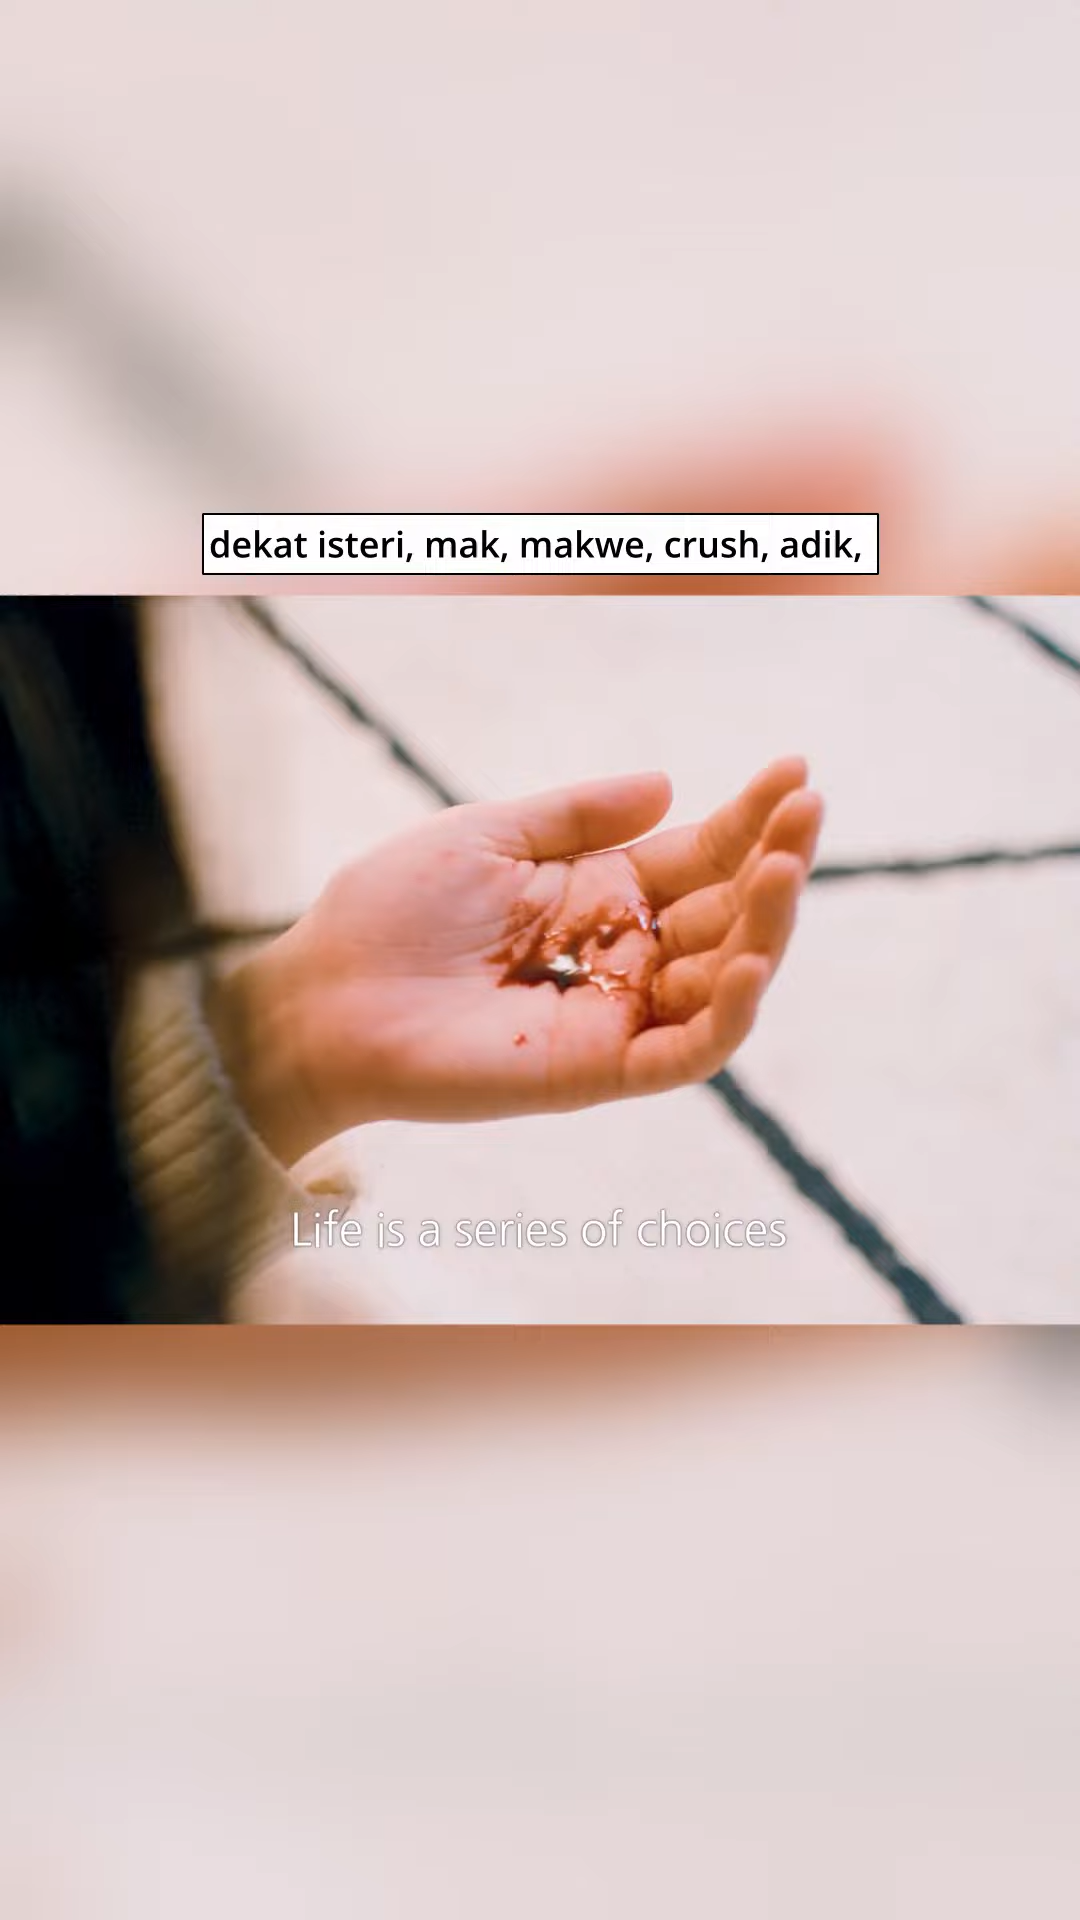 dekat isteri, mak, makwe, crush, adik,
Life is a series of choices